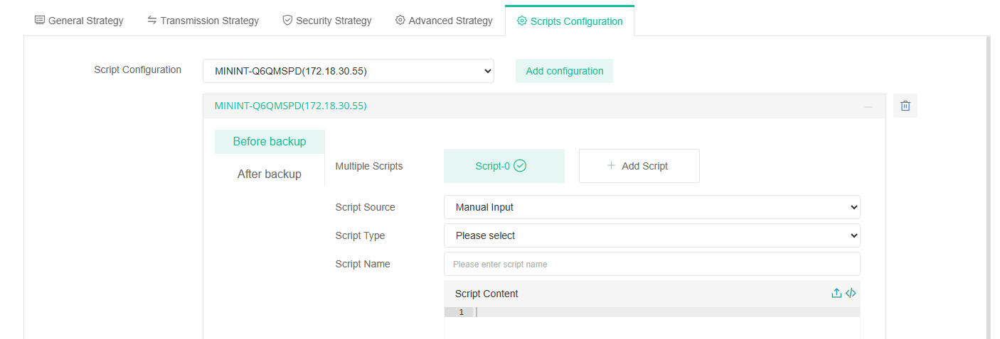 General Strategy Transmission Strategy Security Strategy Advanced Strategy Scripts Configuration
Script Configuration MININT-Q6QMSPD(172.18.30.55) Add configuration
MININT-Q6QMSPD(172.18.30.55)
Before backup
After backup
Multiple Scripts Script-0 + Add Script
Script Source Manual Input
Script Type Please select
Script Name Please enter script name
Script Content
1